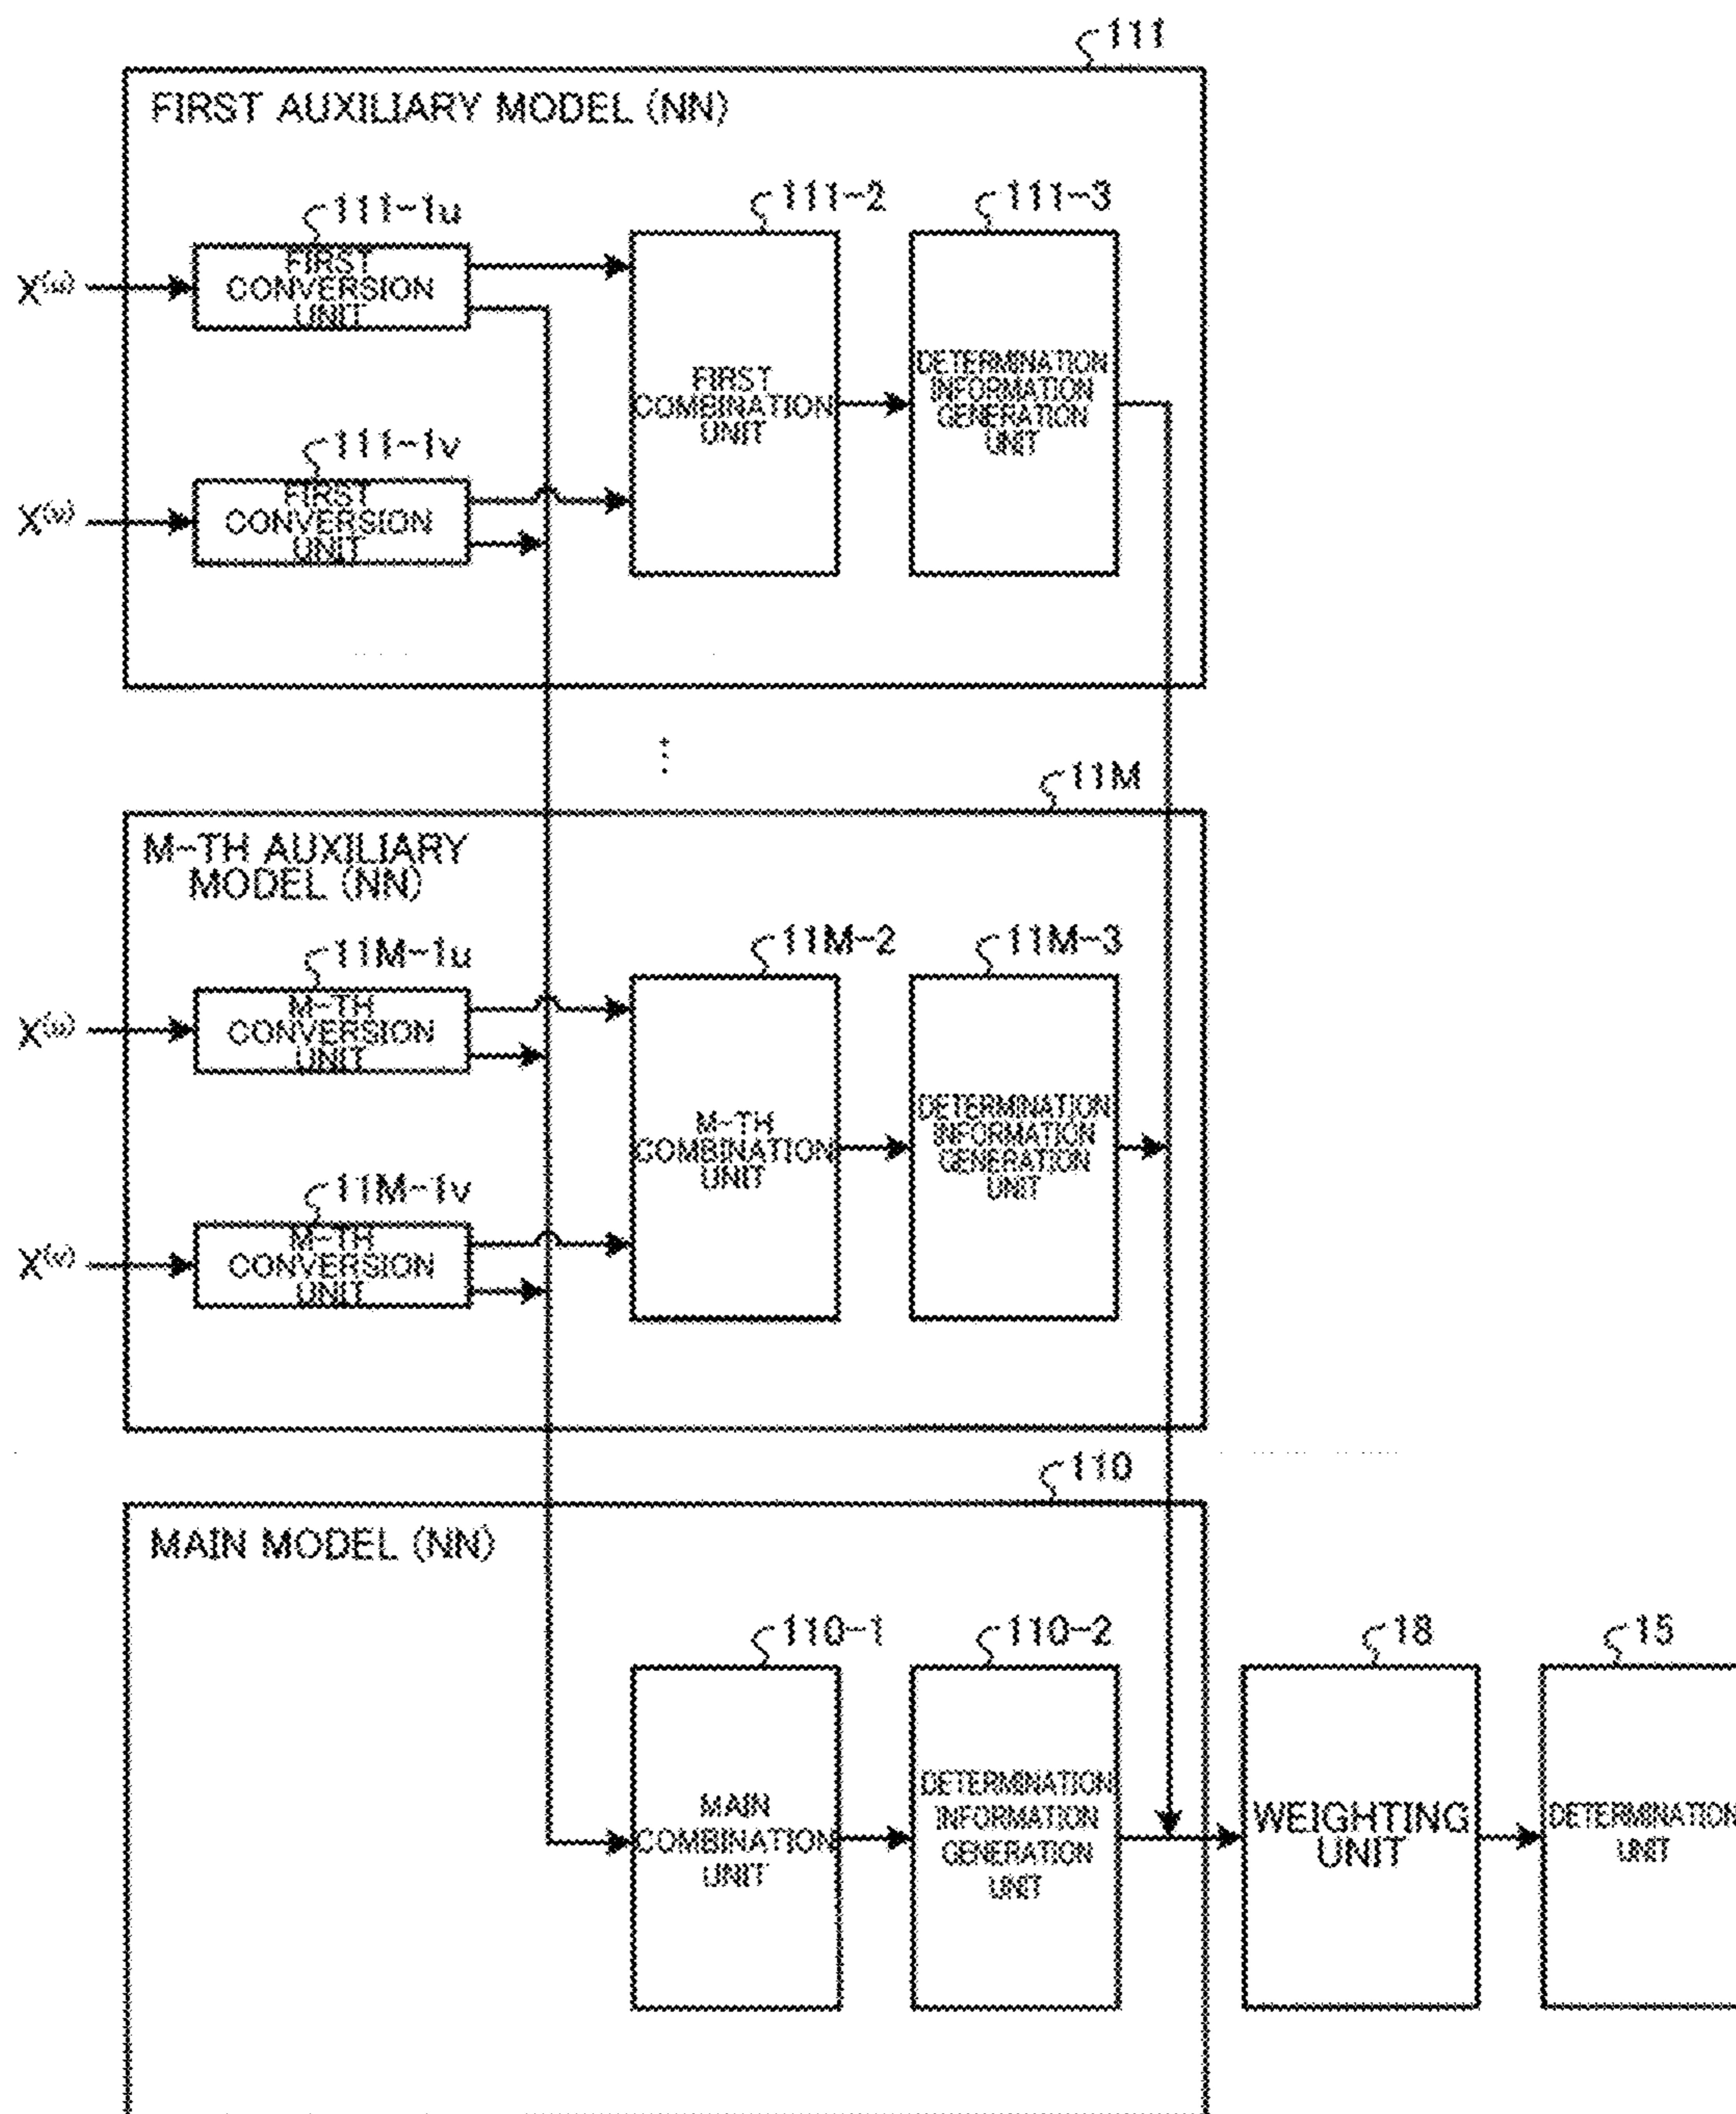 111
FIRST AUXILIARY MODEL (NN)
111-1u
111-2
111-3
X(u)
FIRST
CONVERSION
UNIT
FIRST
COMBINATION
UNIT
DETERMINATION
INFORMATION
GENERATION
UNIT
111-1v
X(v)
FIRST
CONVERSION
UNIT
⋮
11M
M-TH AUXILIARY
MODEL (NN)
11M-1u
11M-2
11M-3
X(u)
M-TH
CONVERSION
UNIT
M-TH
COMBINATION
UNIT
DETERMINATION
INFORMATION
GENERATION
UNIT
11M-1v
X(v)
M-TH
CONVERSION
UNIT
110
MAIN MODEL (NN)
110-1
110-2
18
15
MAIN
COMBINATION
UNIT
DETERMINATION
INFORMATION
GENERATION
UNIT
WEIGHTING
UNIT
DETERMINATION
UNIT